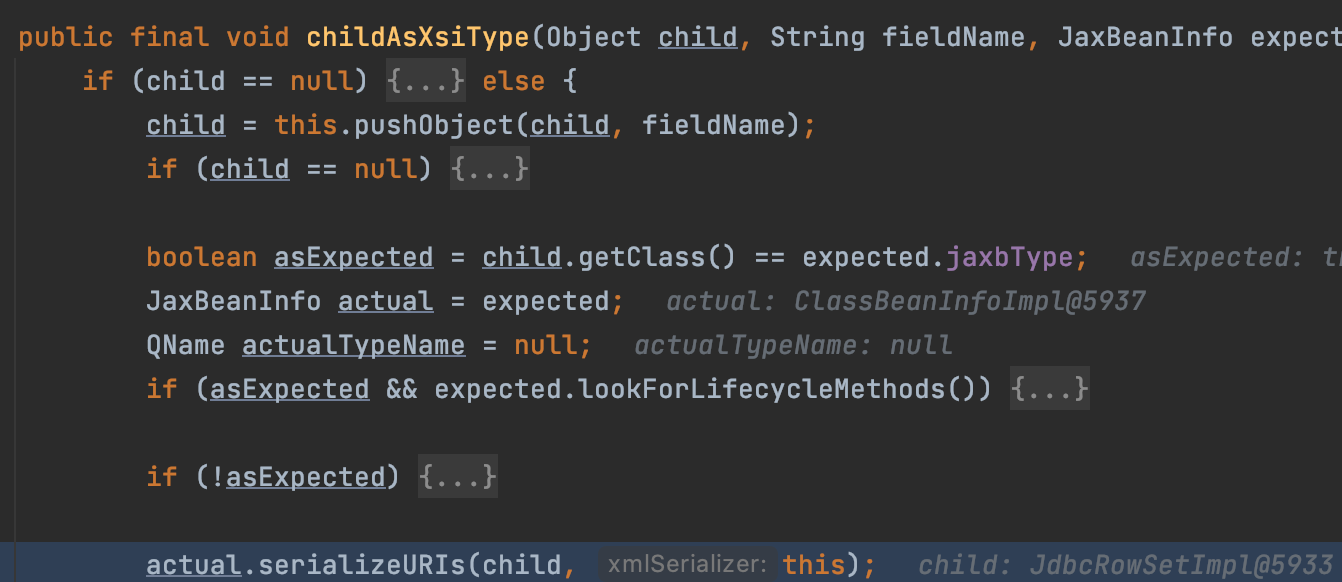 public final void childAsXsiType(Object child, String fieldName, JaxBeanInfo expect
if (child == null) {...} else {
child = this.pushObject(child, fieldName);
if (child == null) {...}
boolean asExpected = child.getClass() == expected.jaxbType; asExpected: t
JaxBeanInfo actual = expected; actual: ClassBeanInfoImpl@5937
QName actualTypeName = null; actualTypeName: null
if (asExpected && expected.lookForLifecycleMethods()) {...}
if (!asExpected) {...}
actual.serializeURIs(child, xmlSerializer: this); child: JdbcRowSetImpl@5933